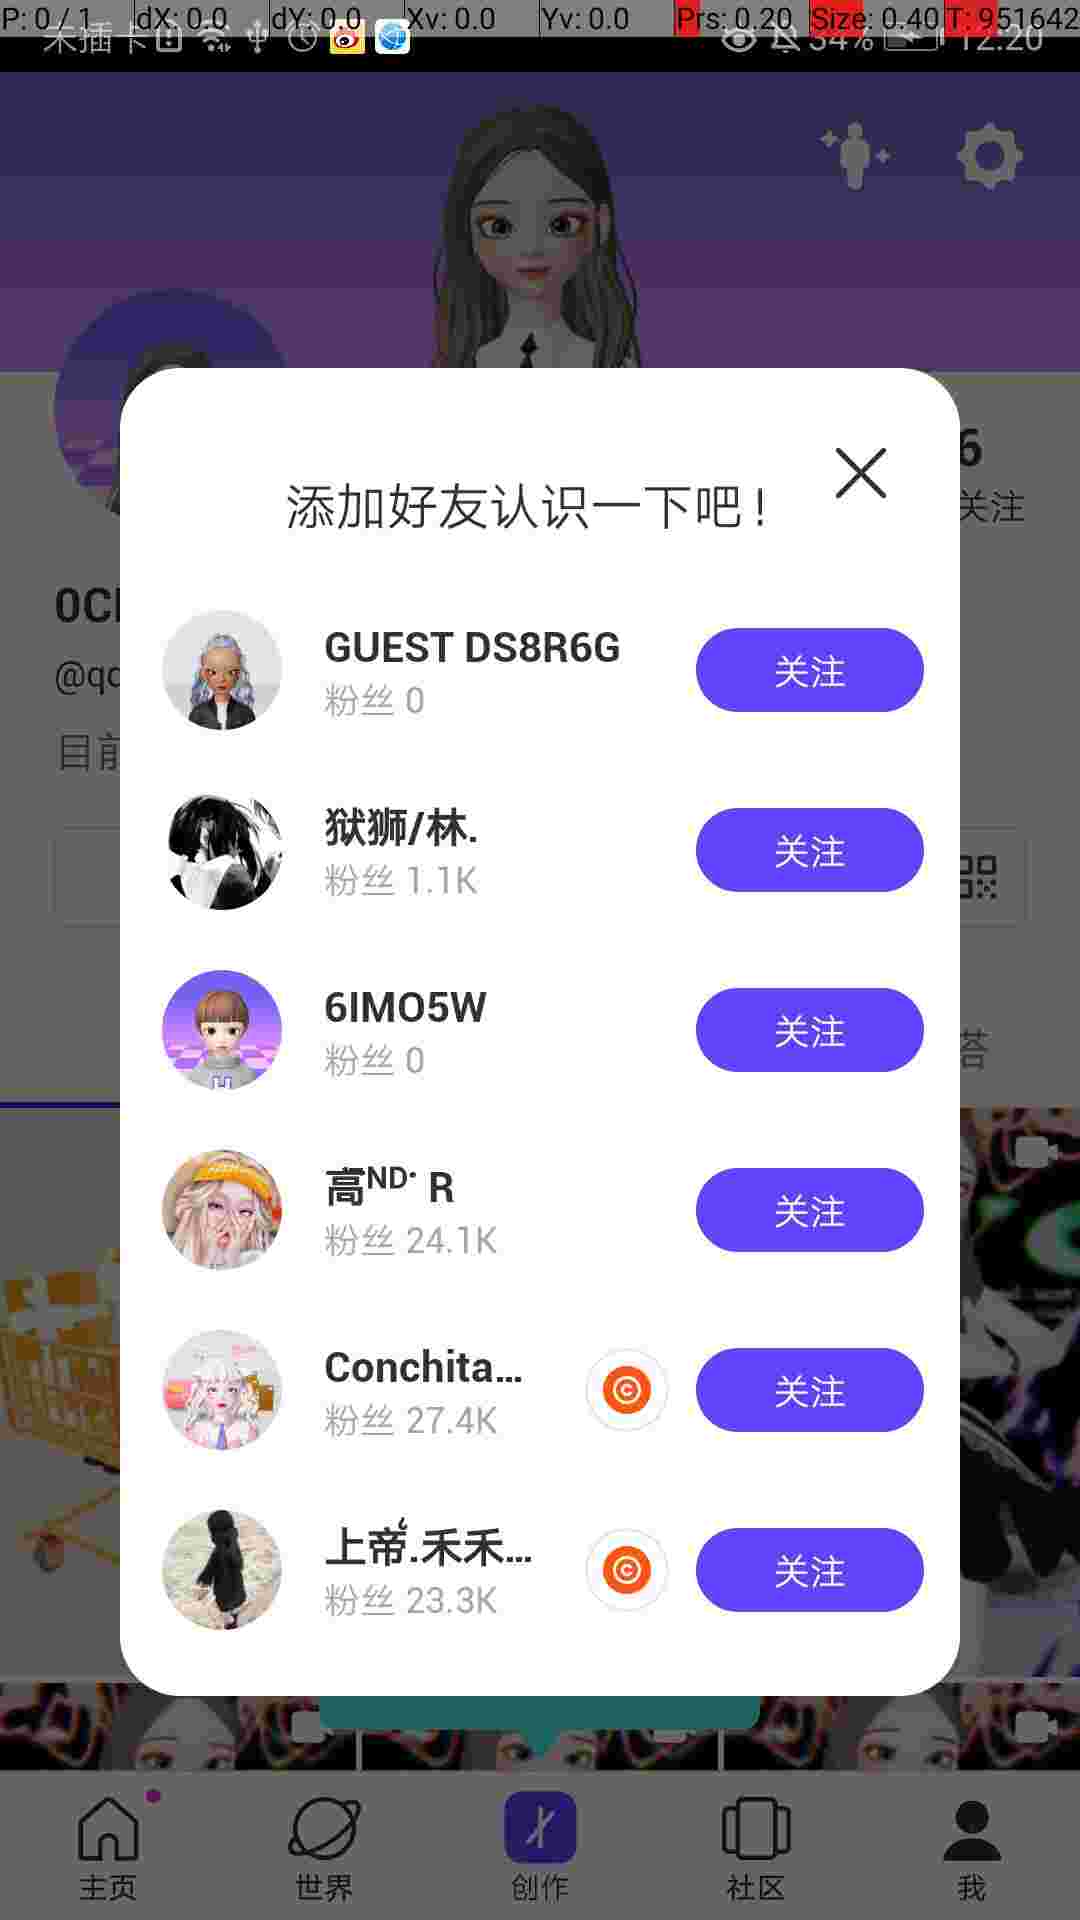 P: 0 / 1
dX: 0.0
dY: 0.0
Xv: 0.0
Yv: 0.0
Prs: 0.20
Size: 0.40
T: 951642
未插卡
34%
12:20
6
关注
添加好友认识一下吧！
@qc
目前
GUEST DS8R6G
粉丝 0
关注
狱狮/林.
粉丝 1.1K
关注
6IMO5W
粉丝 0
关注
答
高ᴺᴰ· R
粉丝 24.1K
关注
Conchita...
粉丝 27.4K
关注
上帝.禾禾...
粉丝 23.3K
关注
主页
世界
创作
社区
我